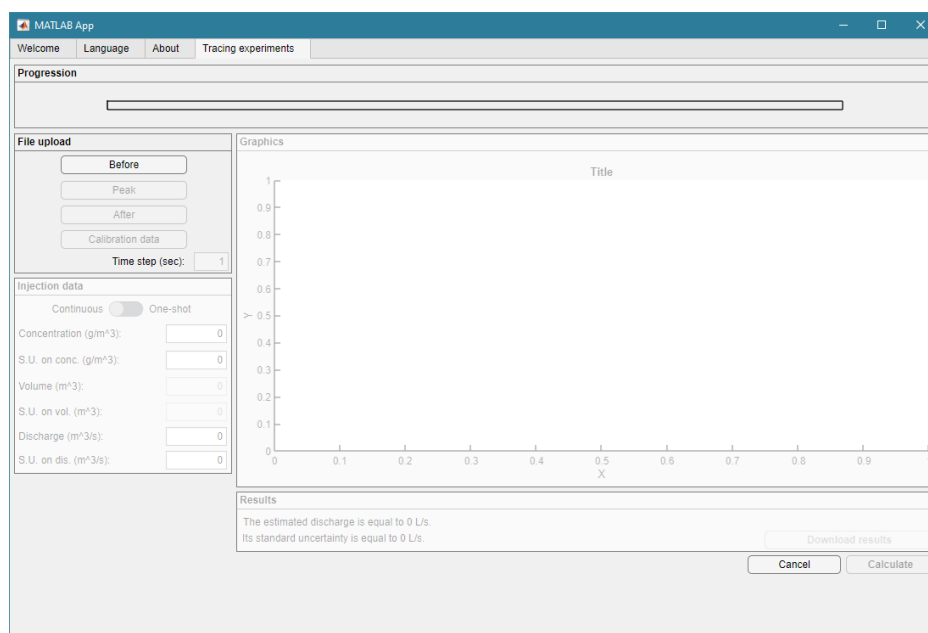 MATLAB App
Welcome Language About Tracing experiments
Progression
File upload
Before
Peak
After
Calibration data
Time step (sec): 1
Injection data
Continuous One-shot
Concentration (g/m^3): 0
S.U. on conc. (g/m^3): 0
Volume (m^3): 0
S.U. on vol. (m^3): 0
Discharge (m^3/s): 0
S.U. on dis. (m^3/s): 0
Graphics
Title
1
0.9
0.8
0.7
0.6
0.5
0.4
0.3
0.2
0.1
0
Y
0 0.1 0.2 0.3 0.4 0.5 0.6 0.7 0.8 0.9
X
Results
The estimated discharge is equal to 0 L/s.
Its standard uncertainty is equal to 0 L/s.
Download results
Cancel Calculate